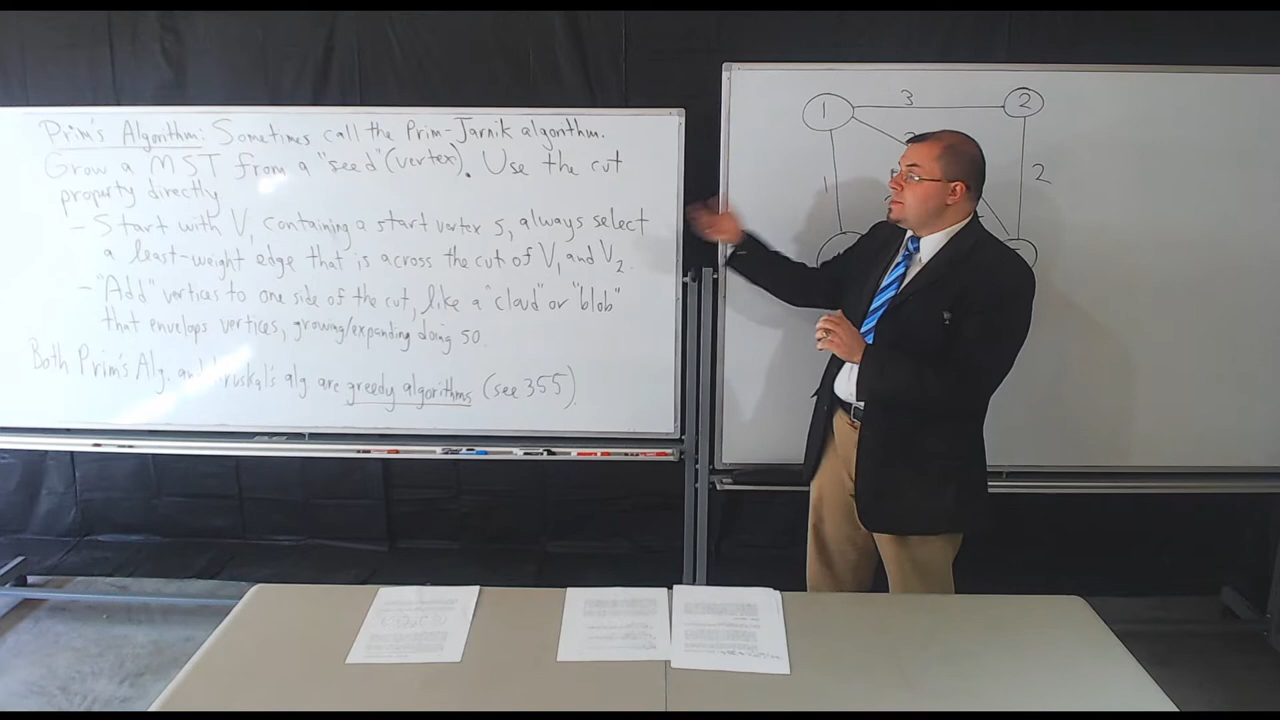 Prim's Algorithm: Sometimes call the Prim-Jarnik algorithm.
Grow a MST from a "seed" (vertex). Use the cut
property directly
- Start with V, containing a start vertex s, always select
a least-weight edge that is across the cut of V1 and V2.
- "Add" vertices to one side of the cut, like a "cloud" or "blob"
that envelops vertices, growing/expanding doing so.
Both Prim's Alg. and Kruskal's alg are greedy algorithms (see 355).
1 3 2
1 2